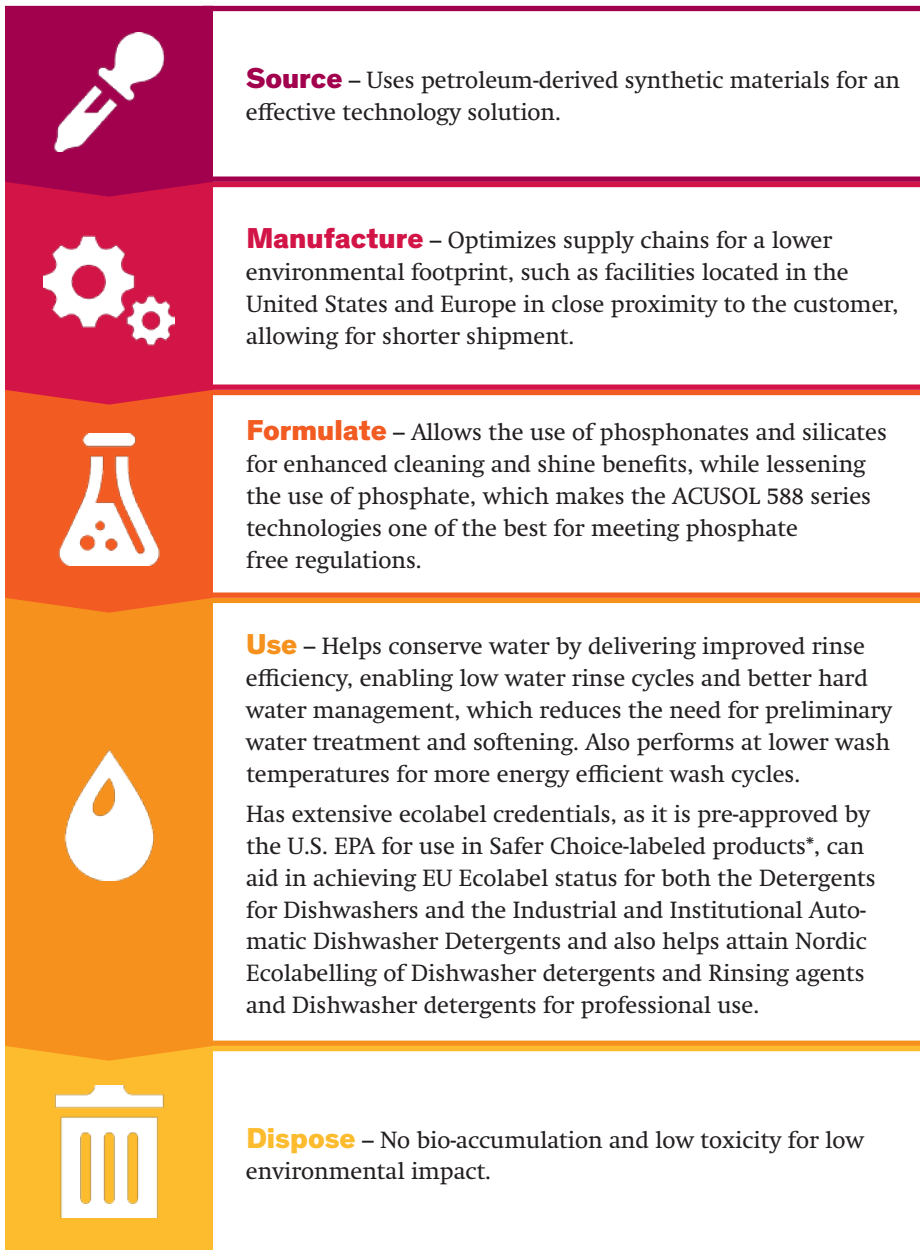 Source – Uses petroleum-derived synthetic materials for an
effective technology solution.
Manufacture – Optimizes supply chains for a lower
environmental footprint, such as facilities located in the
United States and Europe in close proximity to the customer,
allowing for shorter shipment.
Formulate – Allows the use of phosphonates and silicates
for enhanced cleaning and shine benefits, while lessening
the use of phosphate, which makes the ACUSOL 588 series
technologies one of the best for meeting phosphate
free regulations.
Use – Helps conserve water by delivering improved rinse
efficiency, enabling low water rinse cycles and better hard
water management, which reduces the need for preliminary
water treatment and softening. Also performs at lower wash
temperatures for more energy efficient wash cycles.
Has extensive ecolabel credentials, as it is pre-approved by
the U.S. EPA for use in Safer Choice-labeled products*, can
aid in achieving EU Ecolabel status for both the Detergents
for Dishwashers and the Industrial and Institutional Auto-
matic Dishwasher Detergents and also helps attain Nordic
Ecolabelling of Dishwasher detergents and Rinsing agents
and Dishwasher detergents for professional use.
Dispose – No bio-accumulation and low toxicity for low
environmental impact.